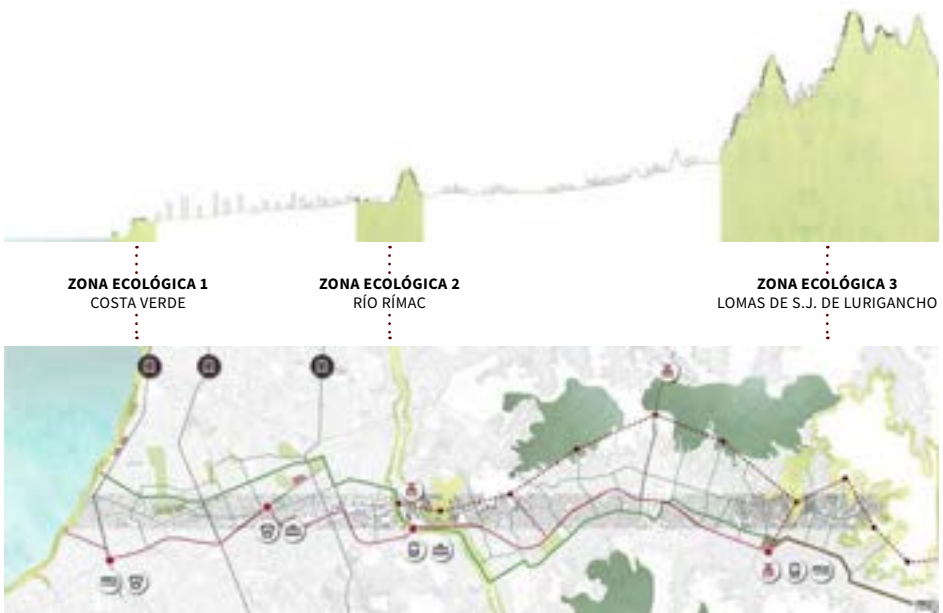 ZONA ECOLÓGICA 1
COSTA VERDE
ZONA ECOLÓGICA 2
RÍO RÍMAC
ZONA ECOLÓGICA 3
LOMAS DE S.J. DE LURIGANCHO